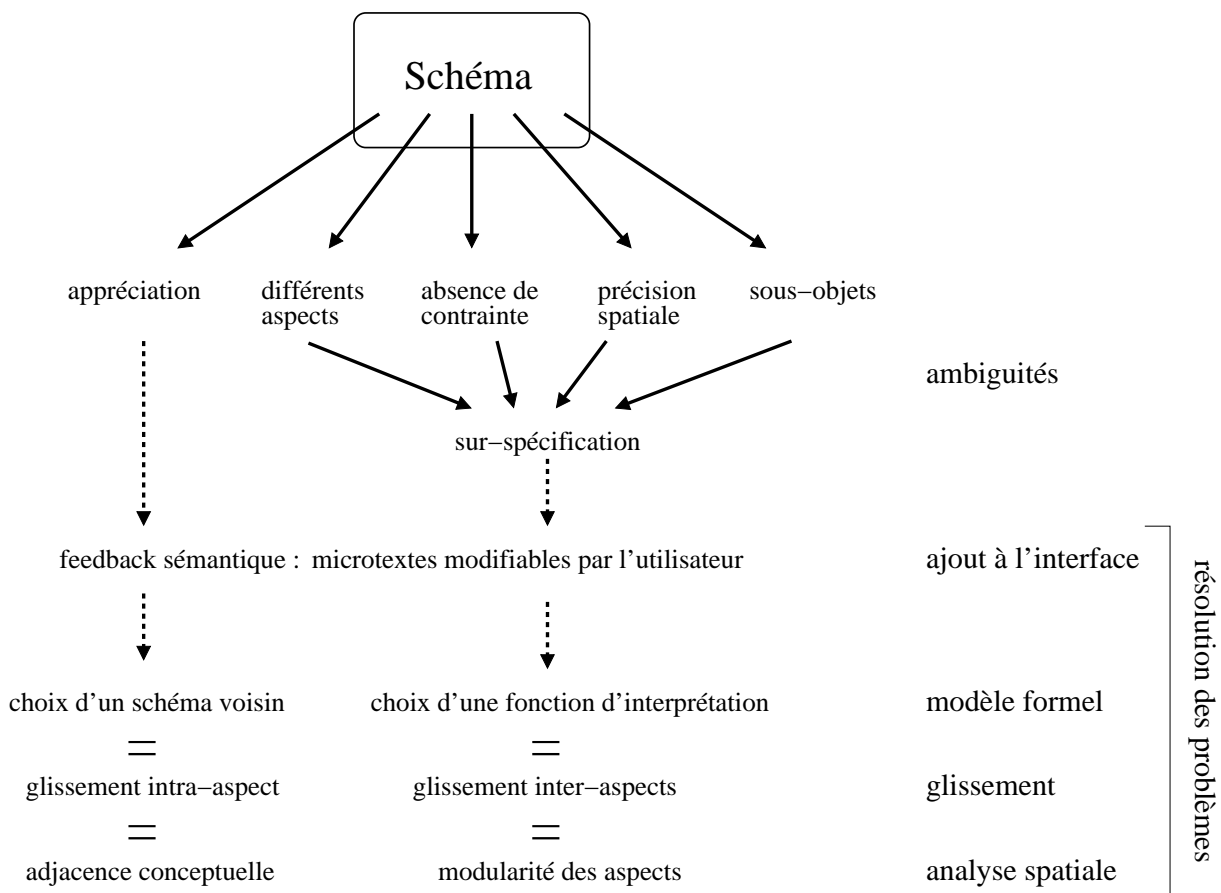 Schéma
appréciation
différents
aspects
absence de
contrainte
précision
spatiale
sous−objets
ambiguités
sur−spécification
feedback sémantique : microtextes modifiables par l’utilisateur
ajout à l’interface
choix d’un schéma voisin
choix d’une fonction d’interprétation
modèle formel
glissement intra−aspect
glissement inter−aspects
glissement
adjacence conceptuelle
modularité des aspects
analyse spatiale
résolution des problèmes